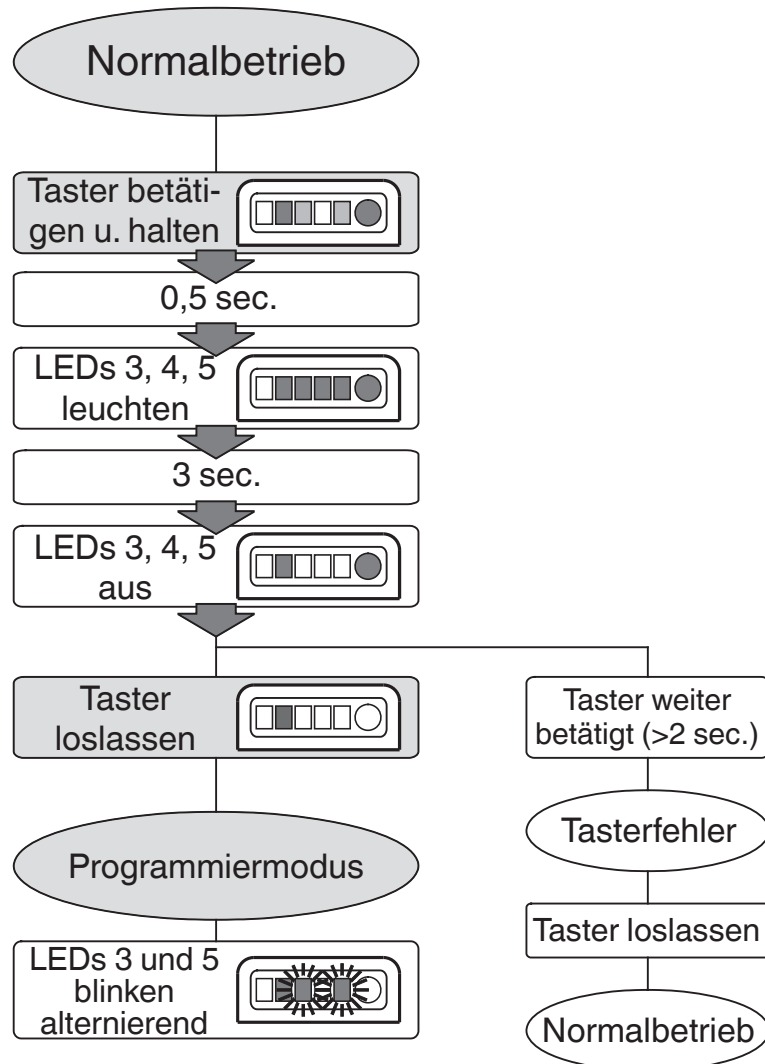 Normalbetrieb
Taster betäti-
gen u. halten
0,5 sec.
LEDs 3, 4, 5
leuchten
3 sec.
LEDs 3, 4, 5
aus
Taster
loslassen
Programmiermodus
LEDs 3 und 5
blinken
alternierend
Taster weiter
betätigt (>2 sec.)
Tasterfehler
Taster loslassen
Normalbetrieb